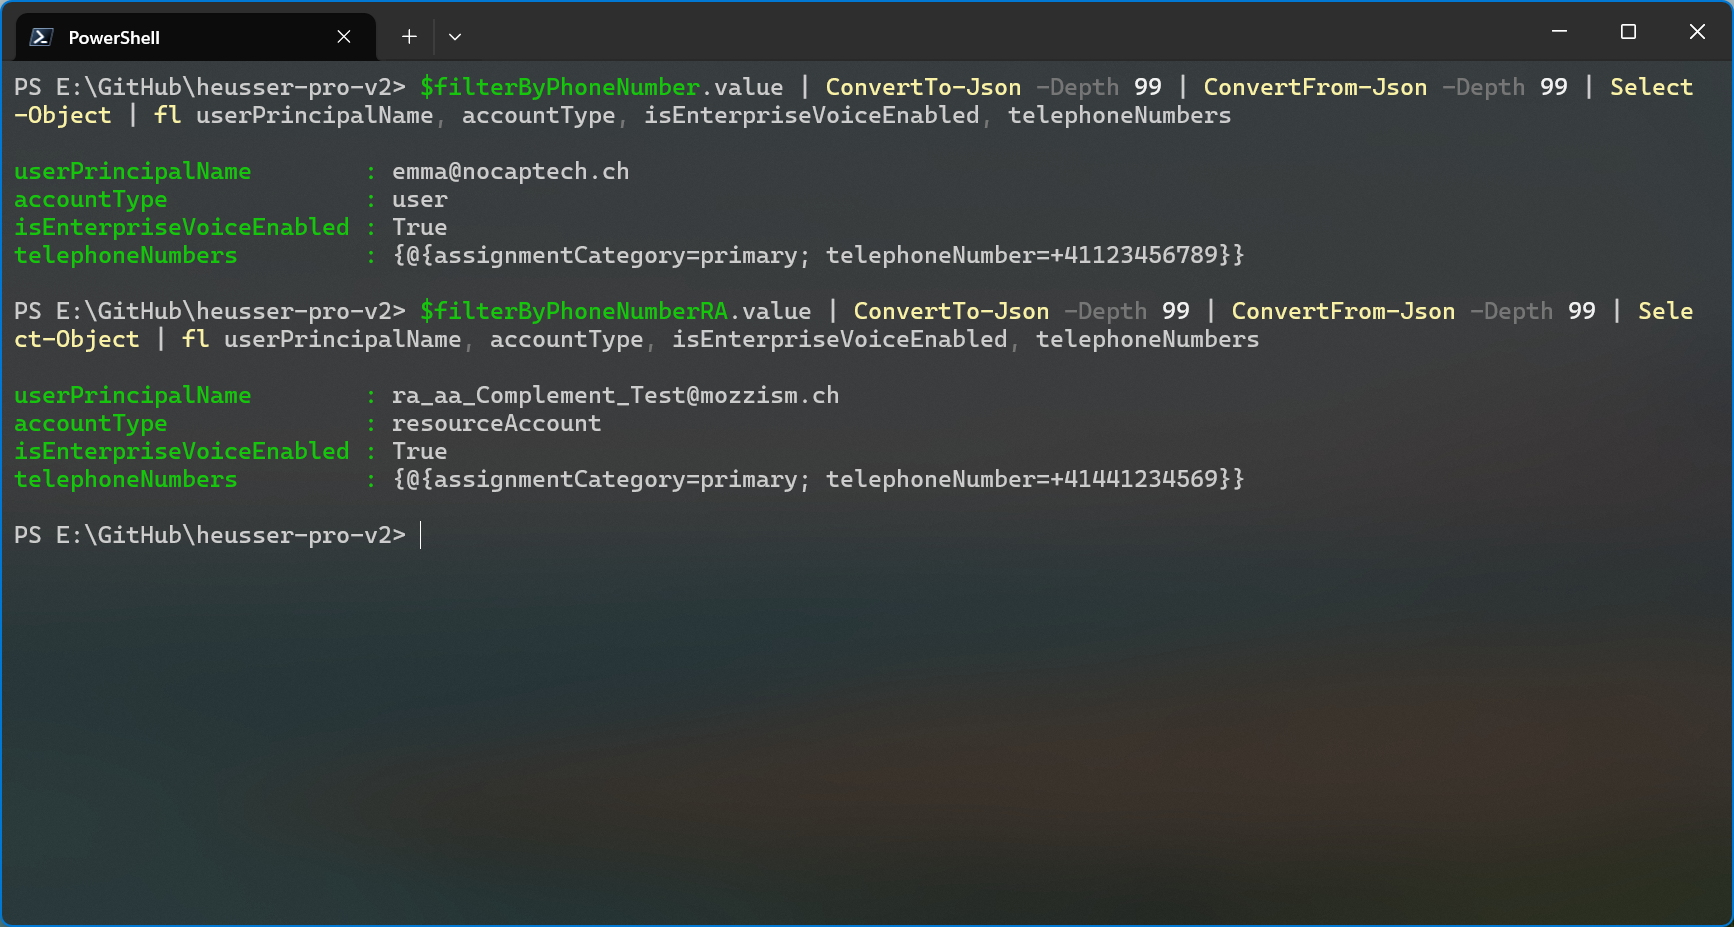 PowerShell
PS E:\GitHub\heusser-pro-v2> $filterByPhoneNumber.value | ConvertTo-Json -Depth 99 | ConvertFrom-Json -Depth 99 | Select
-Object | fl userPrincipalName, accountType, isEnterpriseVoiceEnabled, telephoneNumbers
userPrincipalName        : emma@nocaptech.ch
accountType              : user
isEnterpriseVoiceEnabled : True
telephoneNumbers         : {@{assignmentCategory=primary; telephoneNumber=+41123456789}}
PS E:\GitHub\heusser-pro-v2> $filterByPhoneNumberRA.value | ConvertTo-Json -Depth 99 | ConvertFrom-Json -Depth 99 | Sele
ct-Object | fl userPrincipalName, accountType, isEnterpriseVoiceEnabled, telephoneNumbers
userPrincipalName        : ra_aa_Complement_Test@mozzism.ch
accountType              : resourceAccount
isEnterpriseVoiceEnabled : True
telephoneNumbers         : {@{assignmentCategory=primary; telephoneNumber=+41441234569}}
PS E:\GitHub\heusser-pro-v2>